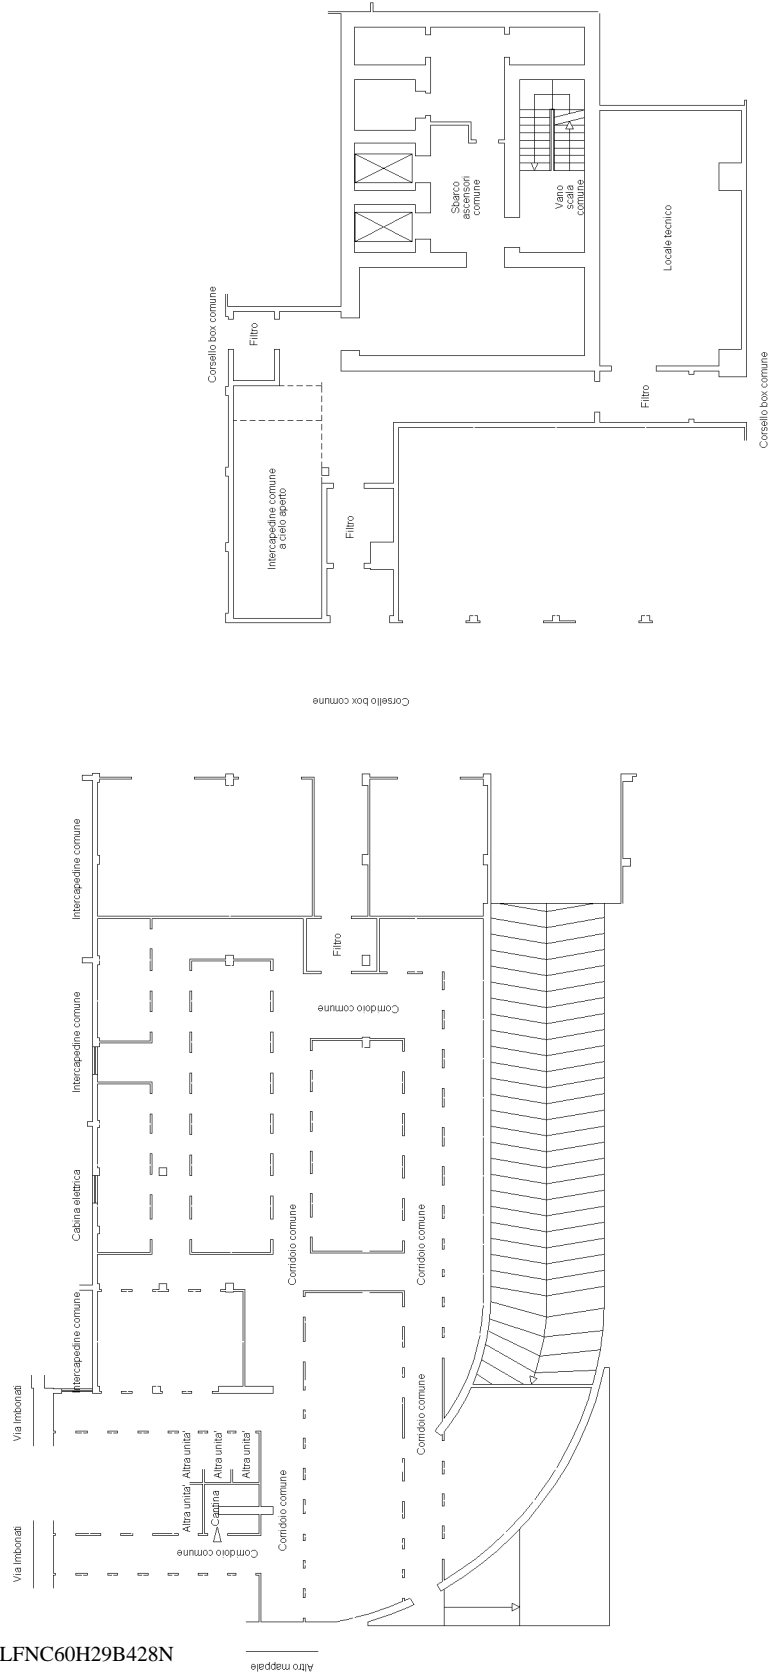 Sbarco
ascensori
comune
Vano
scala
comune
Locale tecnico
Corsello box comune
Filtro
Filtro
Corsello box comune
Intercapedine comune
a cielo aperto
Filtro
Corsello box comune
Intercapedine comune
Filtro
Corridoio comune
Intercapedine comune
Cabina elettrica
Corridoio comune
Corridoio comune
Intercapedine comune
Via Imbonati
Corridoio comune
Altra unita'
Altra unita'
Altra unita'
Altra unita'
Cantina
Corridoio comune
Corridoio comune
Via Imbonati
LFNC60H29B428N
Altro mappale